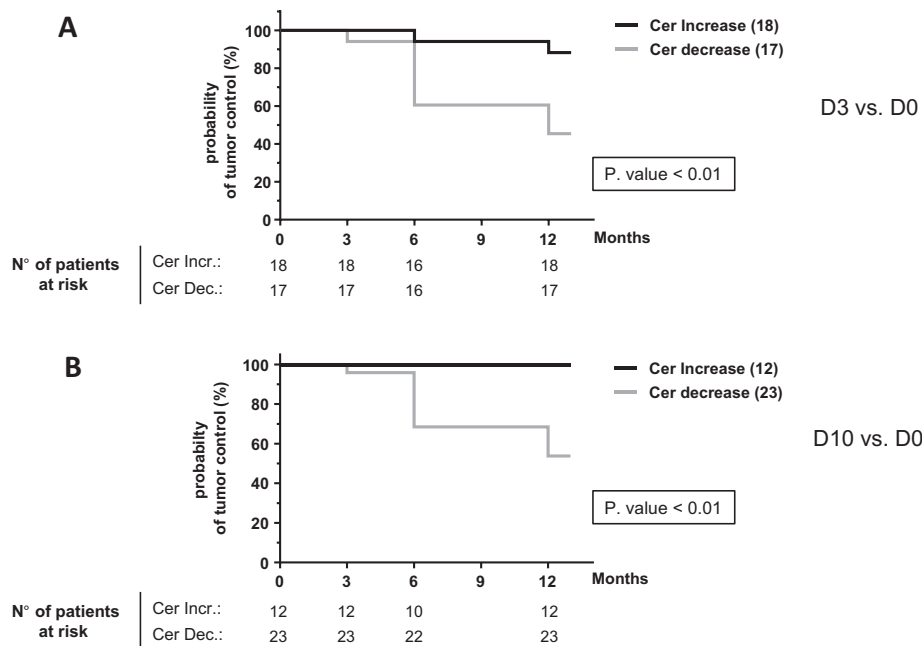 A
100
80
60
40
20
0
probability
of tumor control (%)
Cer Increase (18)
Cer decrease (17)
D3 vs. D0
P. value < 0.01
0 3 6 9 12 Months
N° of patients
at risk
Cer Incr.: 18 18 16 18
Cer Dec.: 17 17 16 17
B
100
80
60
40
20
0
probabilty
of tumor control (%)
Cer Increase (12)
Cer decrease (23)
D10 vs. D0
P. value < 0.01
0 3 6 9 12 Months
N° of patients
at risk
Cer Incr.: 12 12 10 12
Cer Dec.: 23 23 22 23